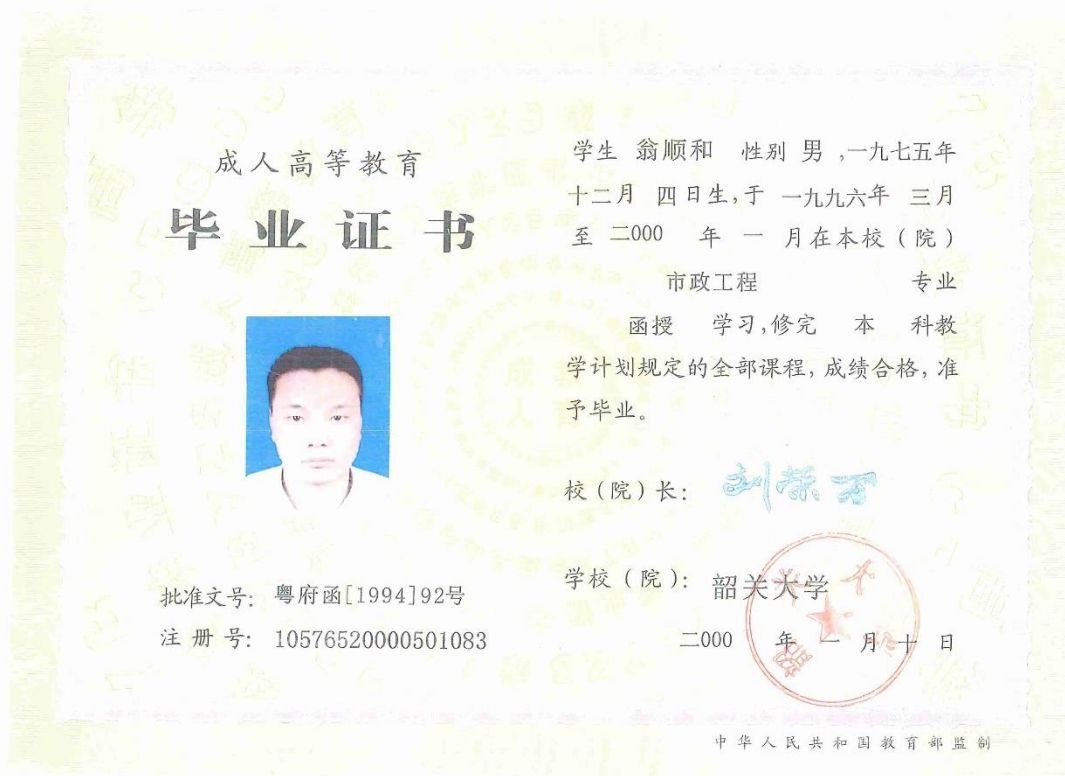 成人高等教育
毕业证书
批准文号: 粤府函[1994]92号
注册号: 10576520000501083
学生 翁顺和 性别 男 ,一九七五年
十二月 四日生,于 一九九六年 三月
至 二000 年 一 月在本校(院)
市政工程 专业
函授 学习,修完 本 科教
学计划规定的全部课程, 成绩合格, 准
予毕业。
校(院)长: 刘荣万
学校(院): 韶关大学
二000 年 一 月 十 日
中华人民共和国教育部监制